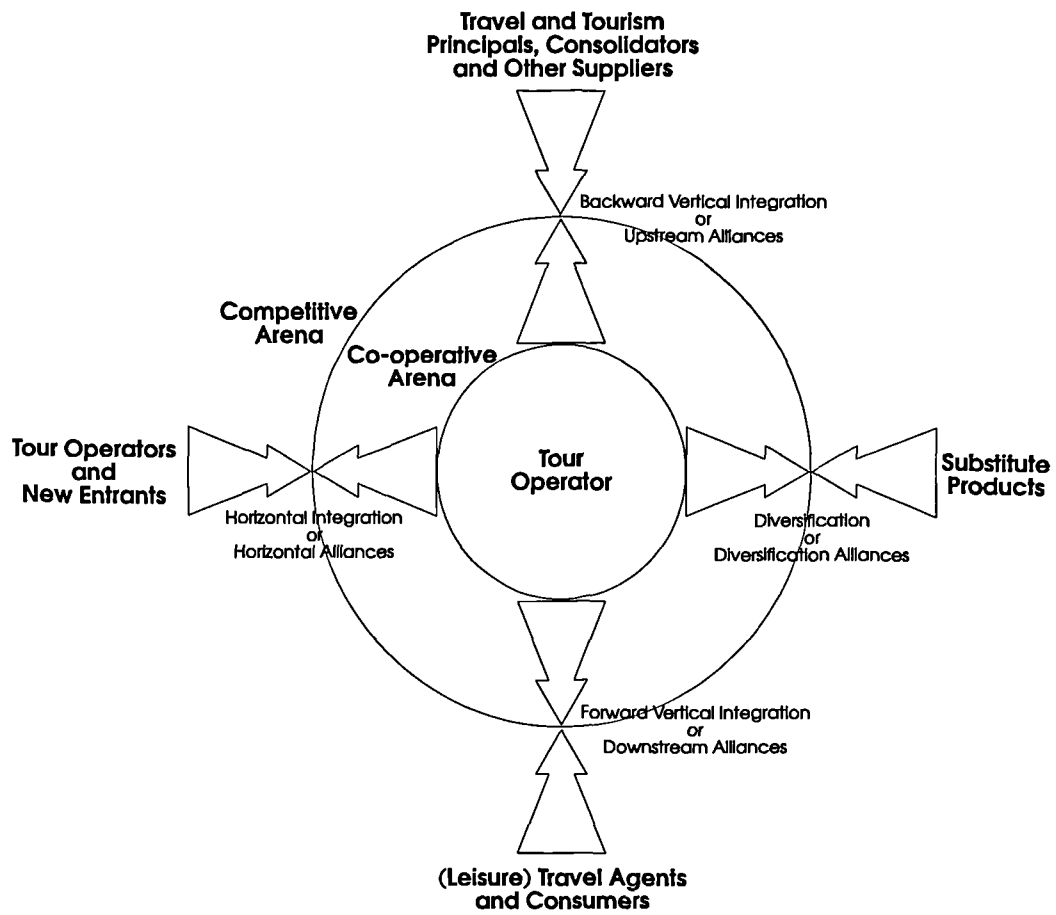 Travel and Tourism
Principals, Consolidators
and Other Suppliers
Backward Vertical Integration
or
Upstream Alliances
Competitive
Arena
Co-operative
Arena
Tour Operators
and
New Entrants
Tour
Operator
Substitute
Products
Horizontal Integration
or
Horizontal Alliances
Diversification
or
Diversification Alliances
Forward Vertical Integration
or
Downstream Alliances
(Leisure) Travel Agents
and Consumers